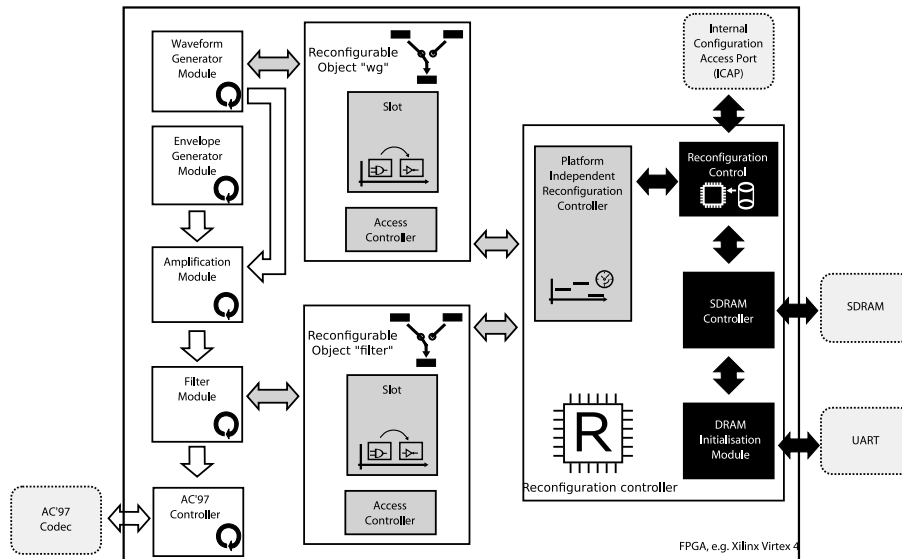 Waveform
Generator
Module
Envelope
Generator
Module
Amplification
Module
Filter
Module
AC'97
Controller
AC'97
Codec
Reconfigurable
Object "wg"
Slot
Access
Controller
Reconfigurable
Object "filter"
Slot
Access
Controller
Platform
Independent
Reconfiguration
Controller
R
Reconfiguration controller
Internal
Configuration
Access Port
(ICAP)
Reconfiguration
Control
SDRAM
Controller
DRAM
Initialisation
Module
SDRAM
UART
FPGA, e.g. Xilinx Virtex 4